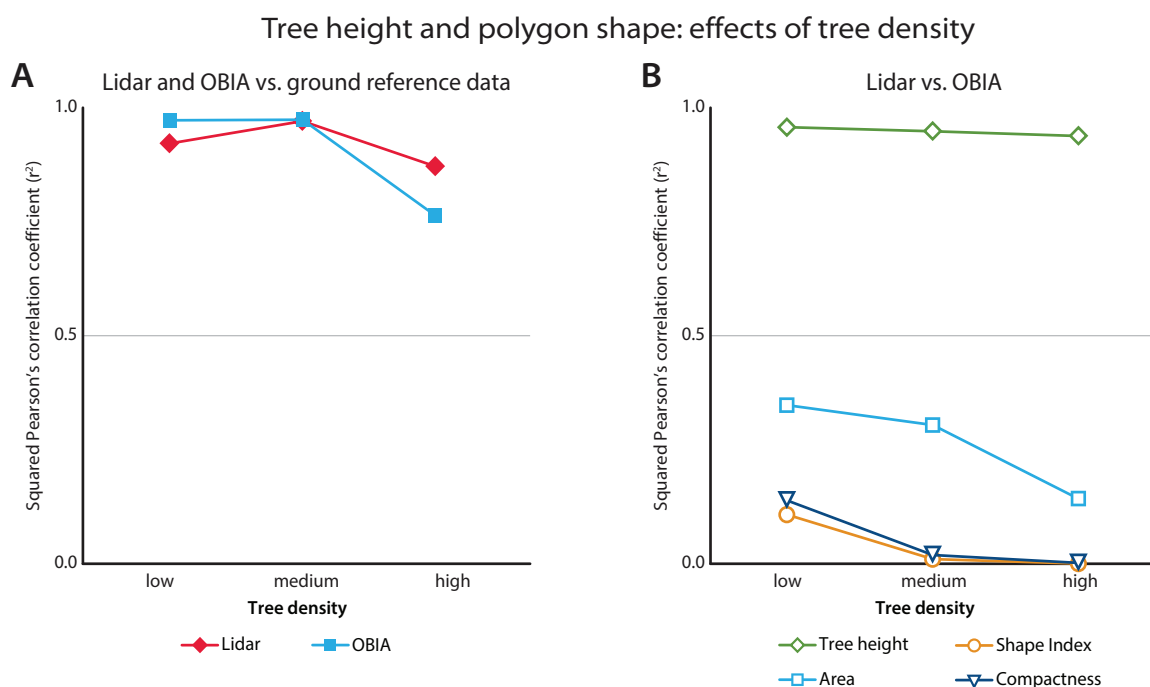 Tree height and polygon shape: effects of tree density
A
Lidar and OBIA vs. ground reference data
Squared Pearson's correlation coefficient (r²)
1.0
0.5
0.0
low medium high
Tree density
Lidar OBIA
B
Lidar vs. OBIA
Squared Pearson's correlation coefficient (r²)
1.0
0.5
0.0
low medium high
Tree density
Tree height Shape Index
Area Compactness